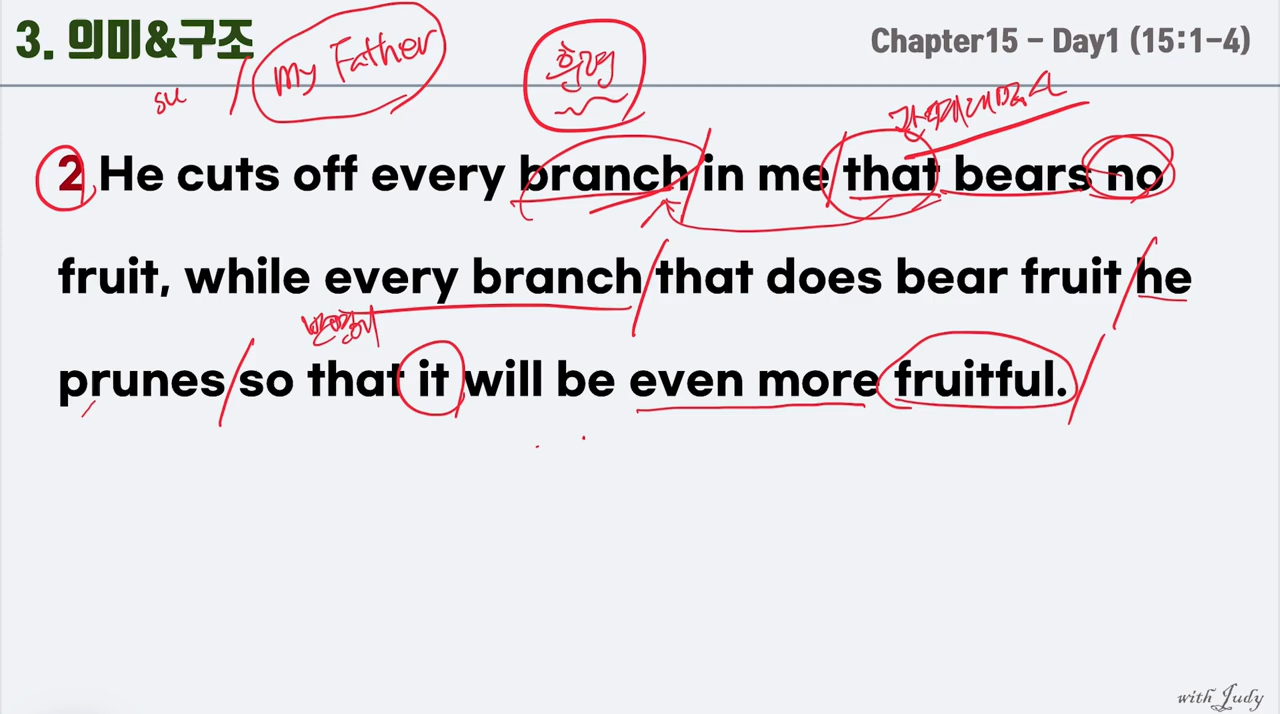 3. 의미&구조
Chapter15 - Day1 (15:1-4)
My Father
su
2 He cuts off every branch in me that bears no
fruit, while every branch that does bear fruit he
prunes so that it will be even more fruitful.
with Judy